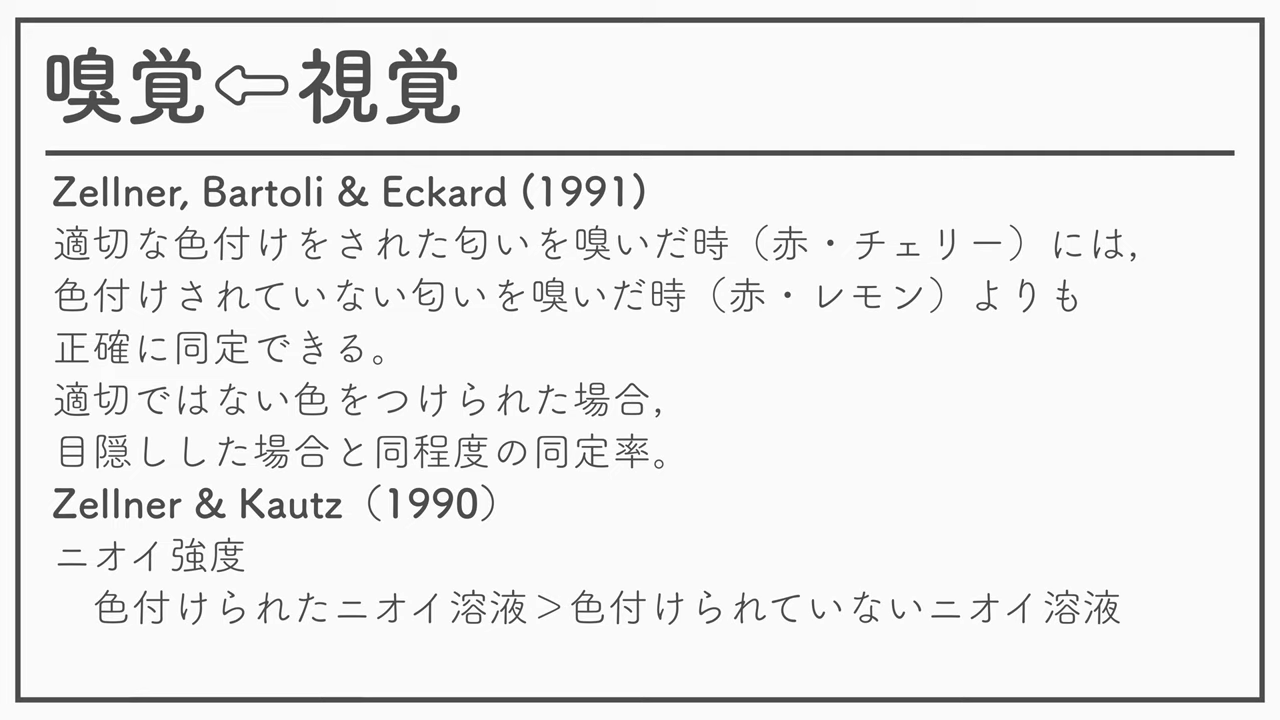 嗅覚⇦視覚
Zellner, Bartoli & Eckard (1991)
適切な色付けをされた匂いを嗅いだ時（赤・チェリー）には,
色付けされていない匂いを嗅いだ時（赤・レモン）よりも
正確に同定できる。
適切ではない色をつけられた場合,
目隠しした場合と同程度の同定率。
Zellner & Kautz（1990）
ニオイ強度
色付けられたニオイ溶液＞色付けられていないニオイ溶液